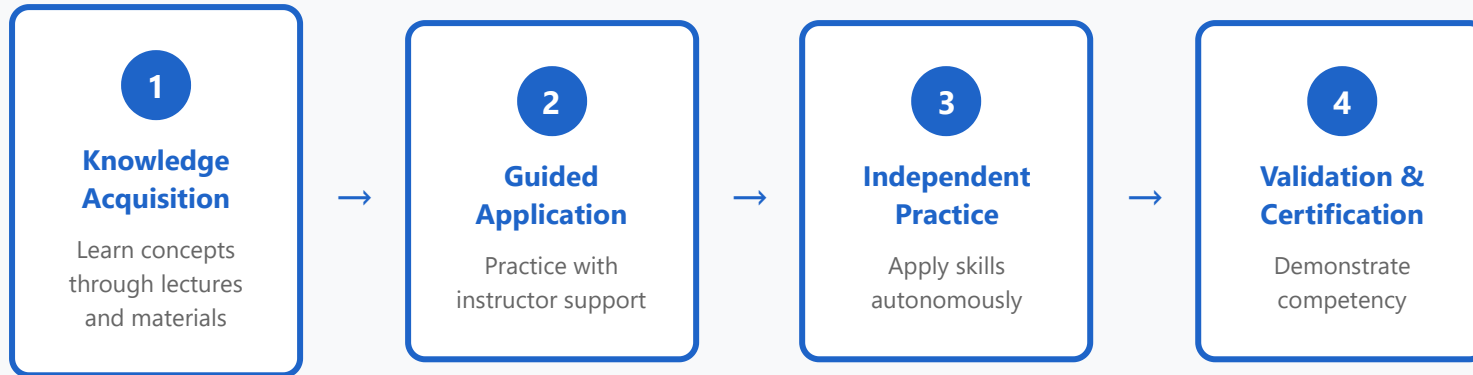 1
Knowledge
Acquisition
Learn concepts
through lectures
and materials
→
2
Guided
Application
Practice with
instructor support
→
3
Independent
Practice
Apply skills
autonomously
→
4
Validation &
Certification
Demonstrate
competency